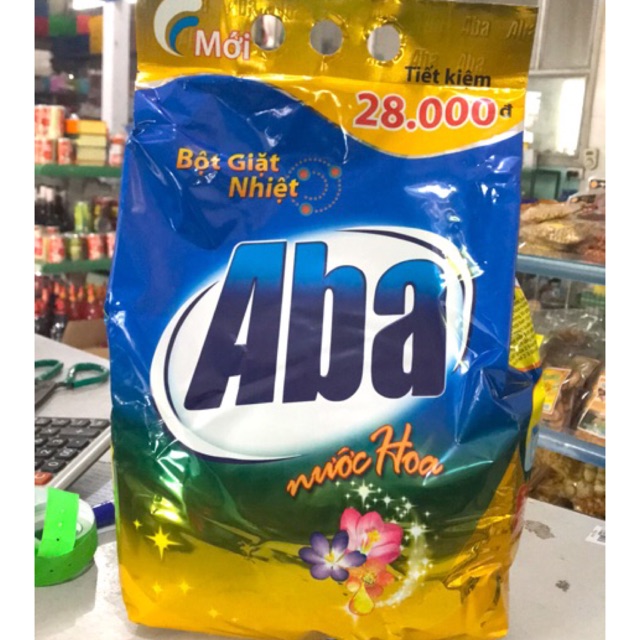 Mới
Tiết kiệm
28.000đ
Bột Giặt
Nhiệt
Aba
nước Hoa